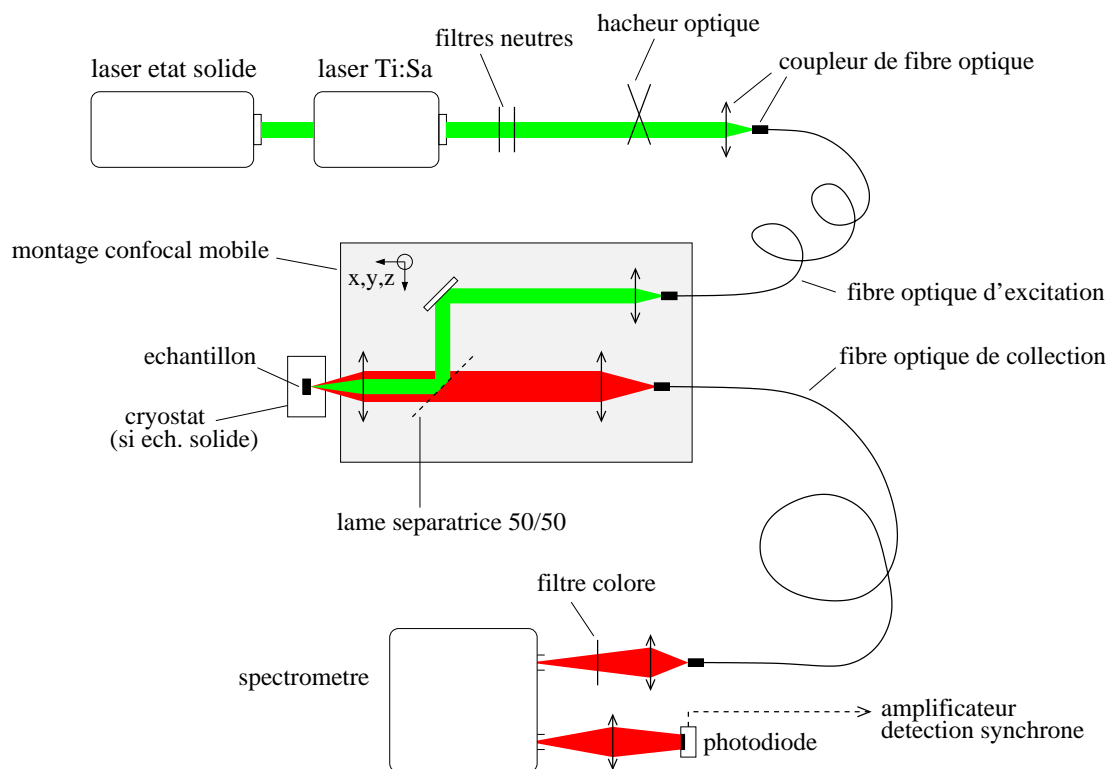 hacheur optique
filtres neutres
laser etat solide
laser Ti:Sa
coupleur de fibre optique
montage confocal mobile
x,y,z
fibre optique d'excitation
echantillon
fibre optique de collection
cryostat
(si ech. solide)
lame separatrice 50/50
filtre colore
spectrometre
amplificateur
detection synchrone
photodiode